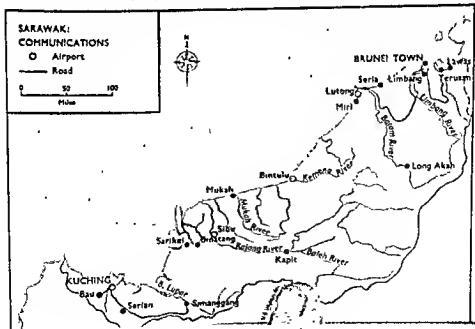 SARAWAK:
COMMUNICATIONS
Airport
Road
0 50 100
Miles
N
BRUNEI TOWN
Lawas
Limbang
Terusan
Seria
Lutong
Miri
Limbang River
Baram River
Long Akah
Bintulu
Kemena River
Mukah
Mukah River
Sibu
Sarikei
Binatang
Rejang River
Kapit
Baleh River
KUCHING
Bau
Serian
B. Lupar
Simanggang